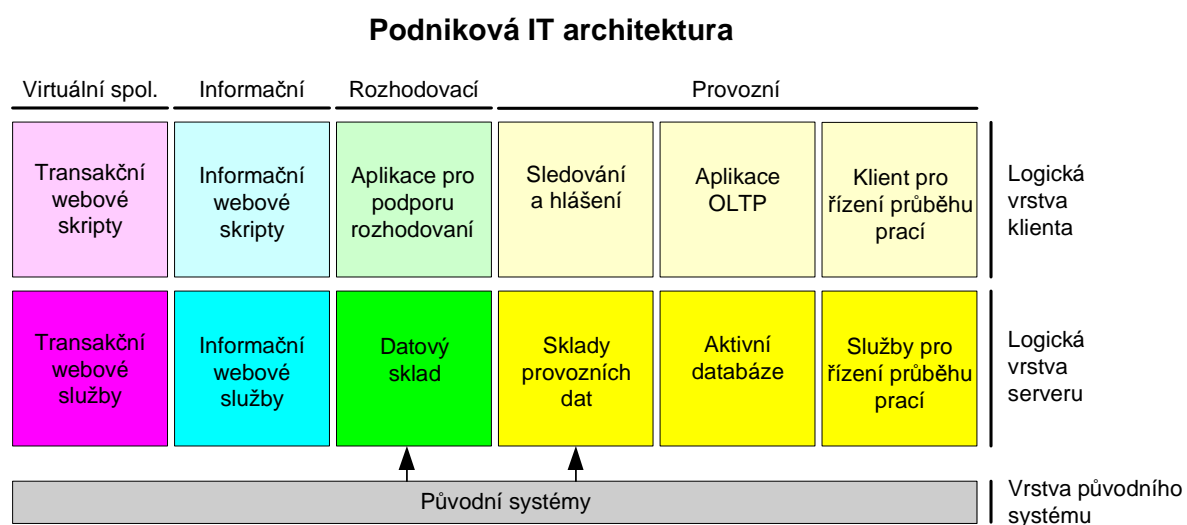 Podniková IT architektura
Virtuální spol.
Informační
Rozhodovací
Provozní
Transakční
webové
skripty
Informační
webové
skripty
Aplikace pro
podporu
rozhodovaní
Sledování
a hlášení
Aplikace
OLTP
Klient pro
řízení průběhu
prací
Logická
vrstva
klienta
Transakční
webové
služby
Informační
webové
služby
Datový
sklad
Sklady
provozních
dat
Aktivní
databáze
Služby pro
řízení průběhu
prací
Logická
vrstva
serveru
Původní systémy
Vrstva původního
systému